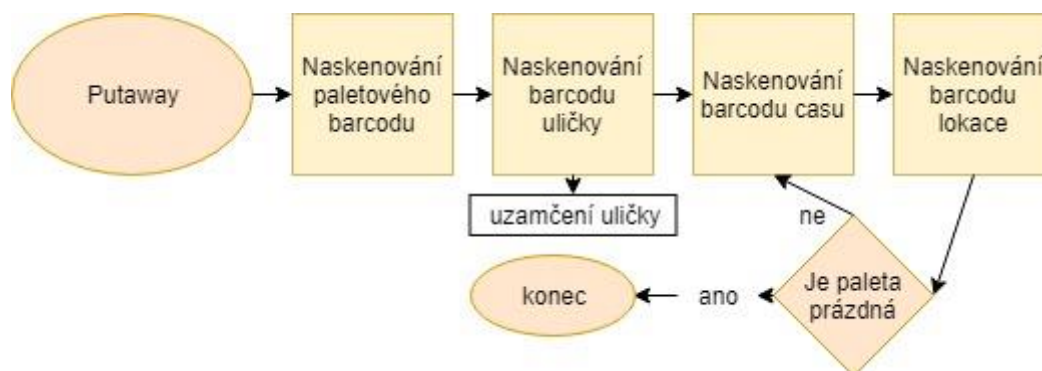 Putaway
Naskenování
paletového
barcodu
Naskenování
barcodu
uličky
Naskenování
barcodu casu
Naskenování
barcodu
lokace
uzamčení uličky
ne
Je paleta
prázdná
ano
konec